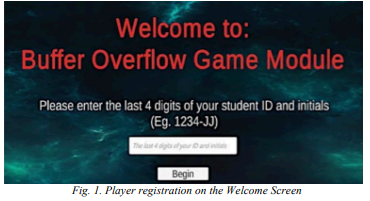 Welcome to:
Buffer Overflow Game Module
Please enter the last 4 digits of your student ID and initials
(Eg. 1234-JJ)
The last 4 digits of your ID and initials
Begin
Fig. 1. Player registration on the Welcome Screen